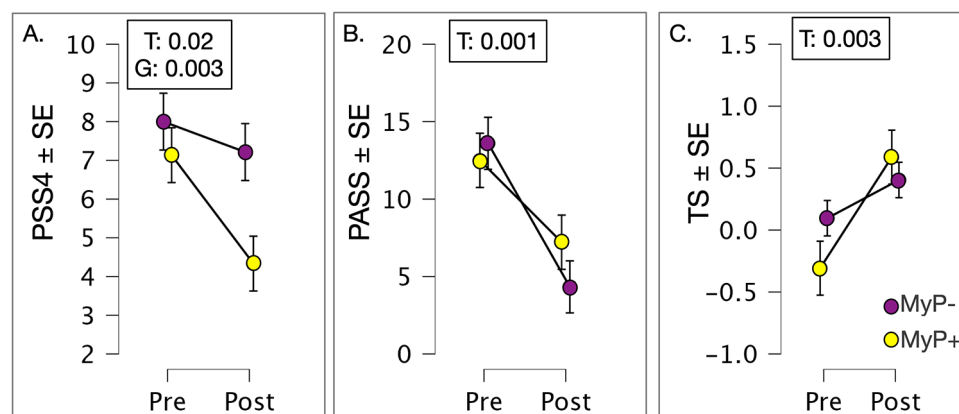 A.
T: 0.02
G: 0.003
10
9
8
7
6
5
4
3
2
PSS4 ± SE
Pre Post
B.
T: 0.001
20
15
10
5
0
PASS ± SE
Pre Post
C.
T: 0.003
1.5
1.0
0.5
0.0
−0.5
−1.0
TS ± SE
MyP-
MyP+
Pre Post